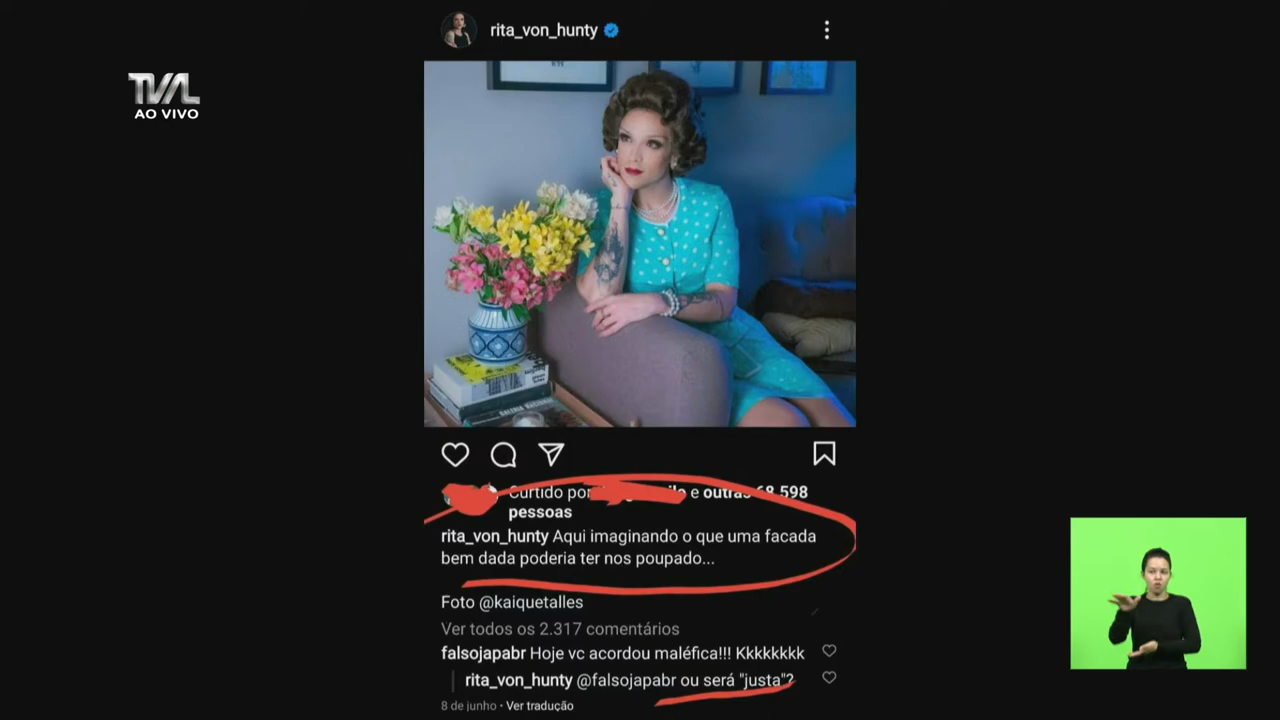 TVAL
AO VIVO
rita_von_hunty
Curtido por e outras 68.598
pessoas
rita_von_hunty Aqui imaginando o que uma facada
bem dada poderia ter nos poupado...
Foto @kaiquetalles
Ver todos os 2.317 comentários
falsojapabr Hoje vc acordou maléfica!!! Kkkkkkkk
rita_von_hunty @falsojapabr ou será "justa"?
8 de junho • Ver tradução